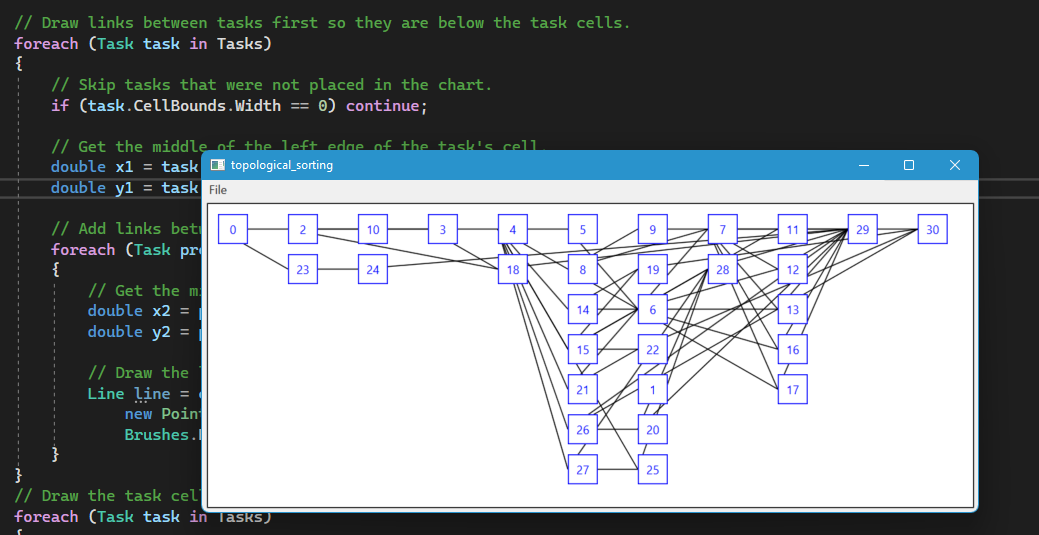 // Draw links between tasks first so they are below the task cells.
foreach (Task task in Tasks)
{
// Skip tasks that were not placed in the chart.
if (task.CellBounds.Width == 0) continue;
// Get the middle of the left edge of the task's cell.
double x1 = task
double y1 = task
// Add links bet
foreach (Task pr
{
// Get the m
double x2 =
double y2 =
// Draw the
Line line =
new Poin
Brushes.
}
}
// Draw the task cel
foreach (Task task in Tasks)
{
topological_sorting
File
0 2 10 3 4 5 9 7 11 29 30
23 24 18 8 19 28 12
14 6 13
15 22 16
21 1 17
26 20
27 25